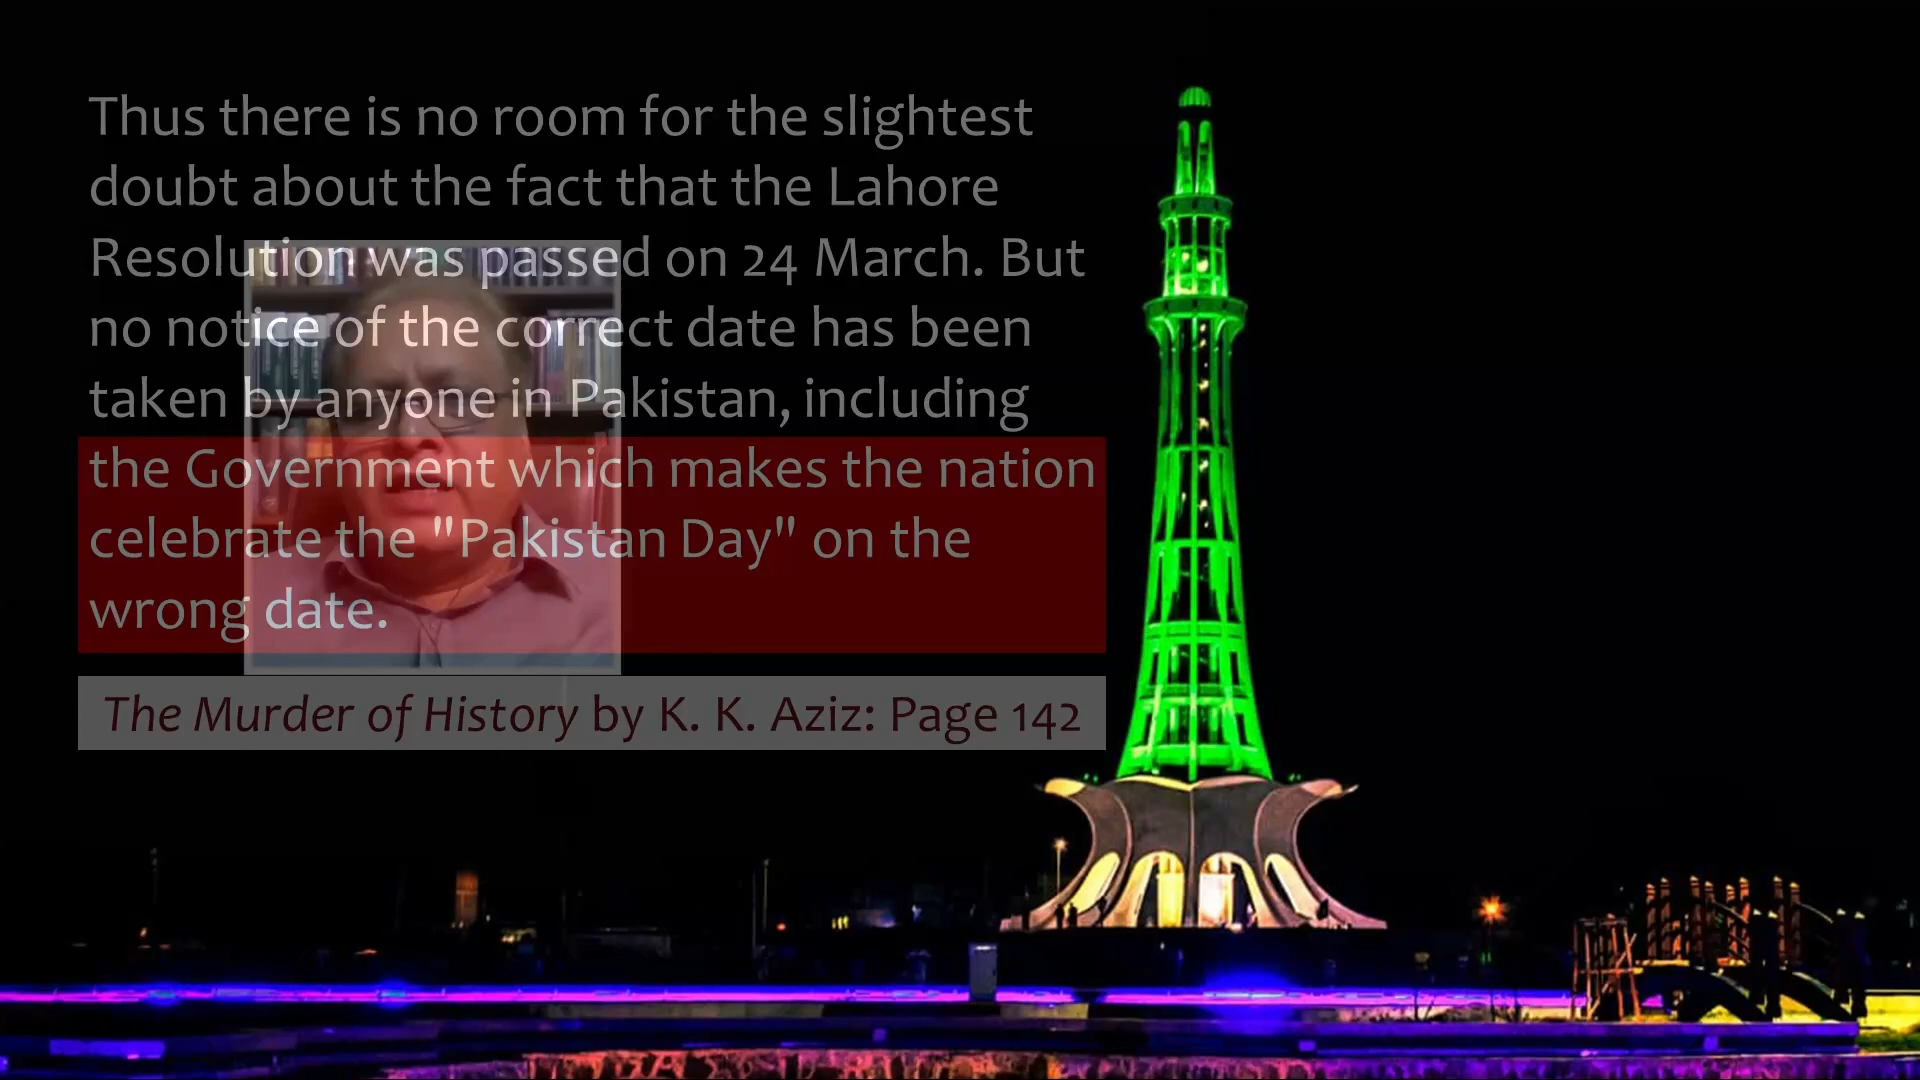 Thus there is no room for the slightest
doubt about the fact that the Lahore
Resolution was passed on 24 March. But
no notice of the correct date has been
taken by anyone in Pakistan, including
the Government which makes the nation
celebrate the "Pakistan Day" on the
wrong date.
The Murder of History by K. K. Aziz: Page 142